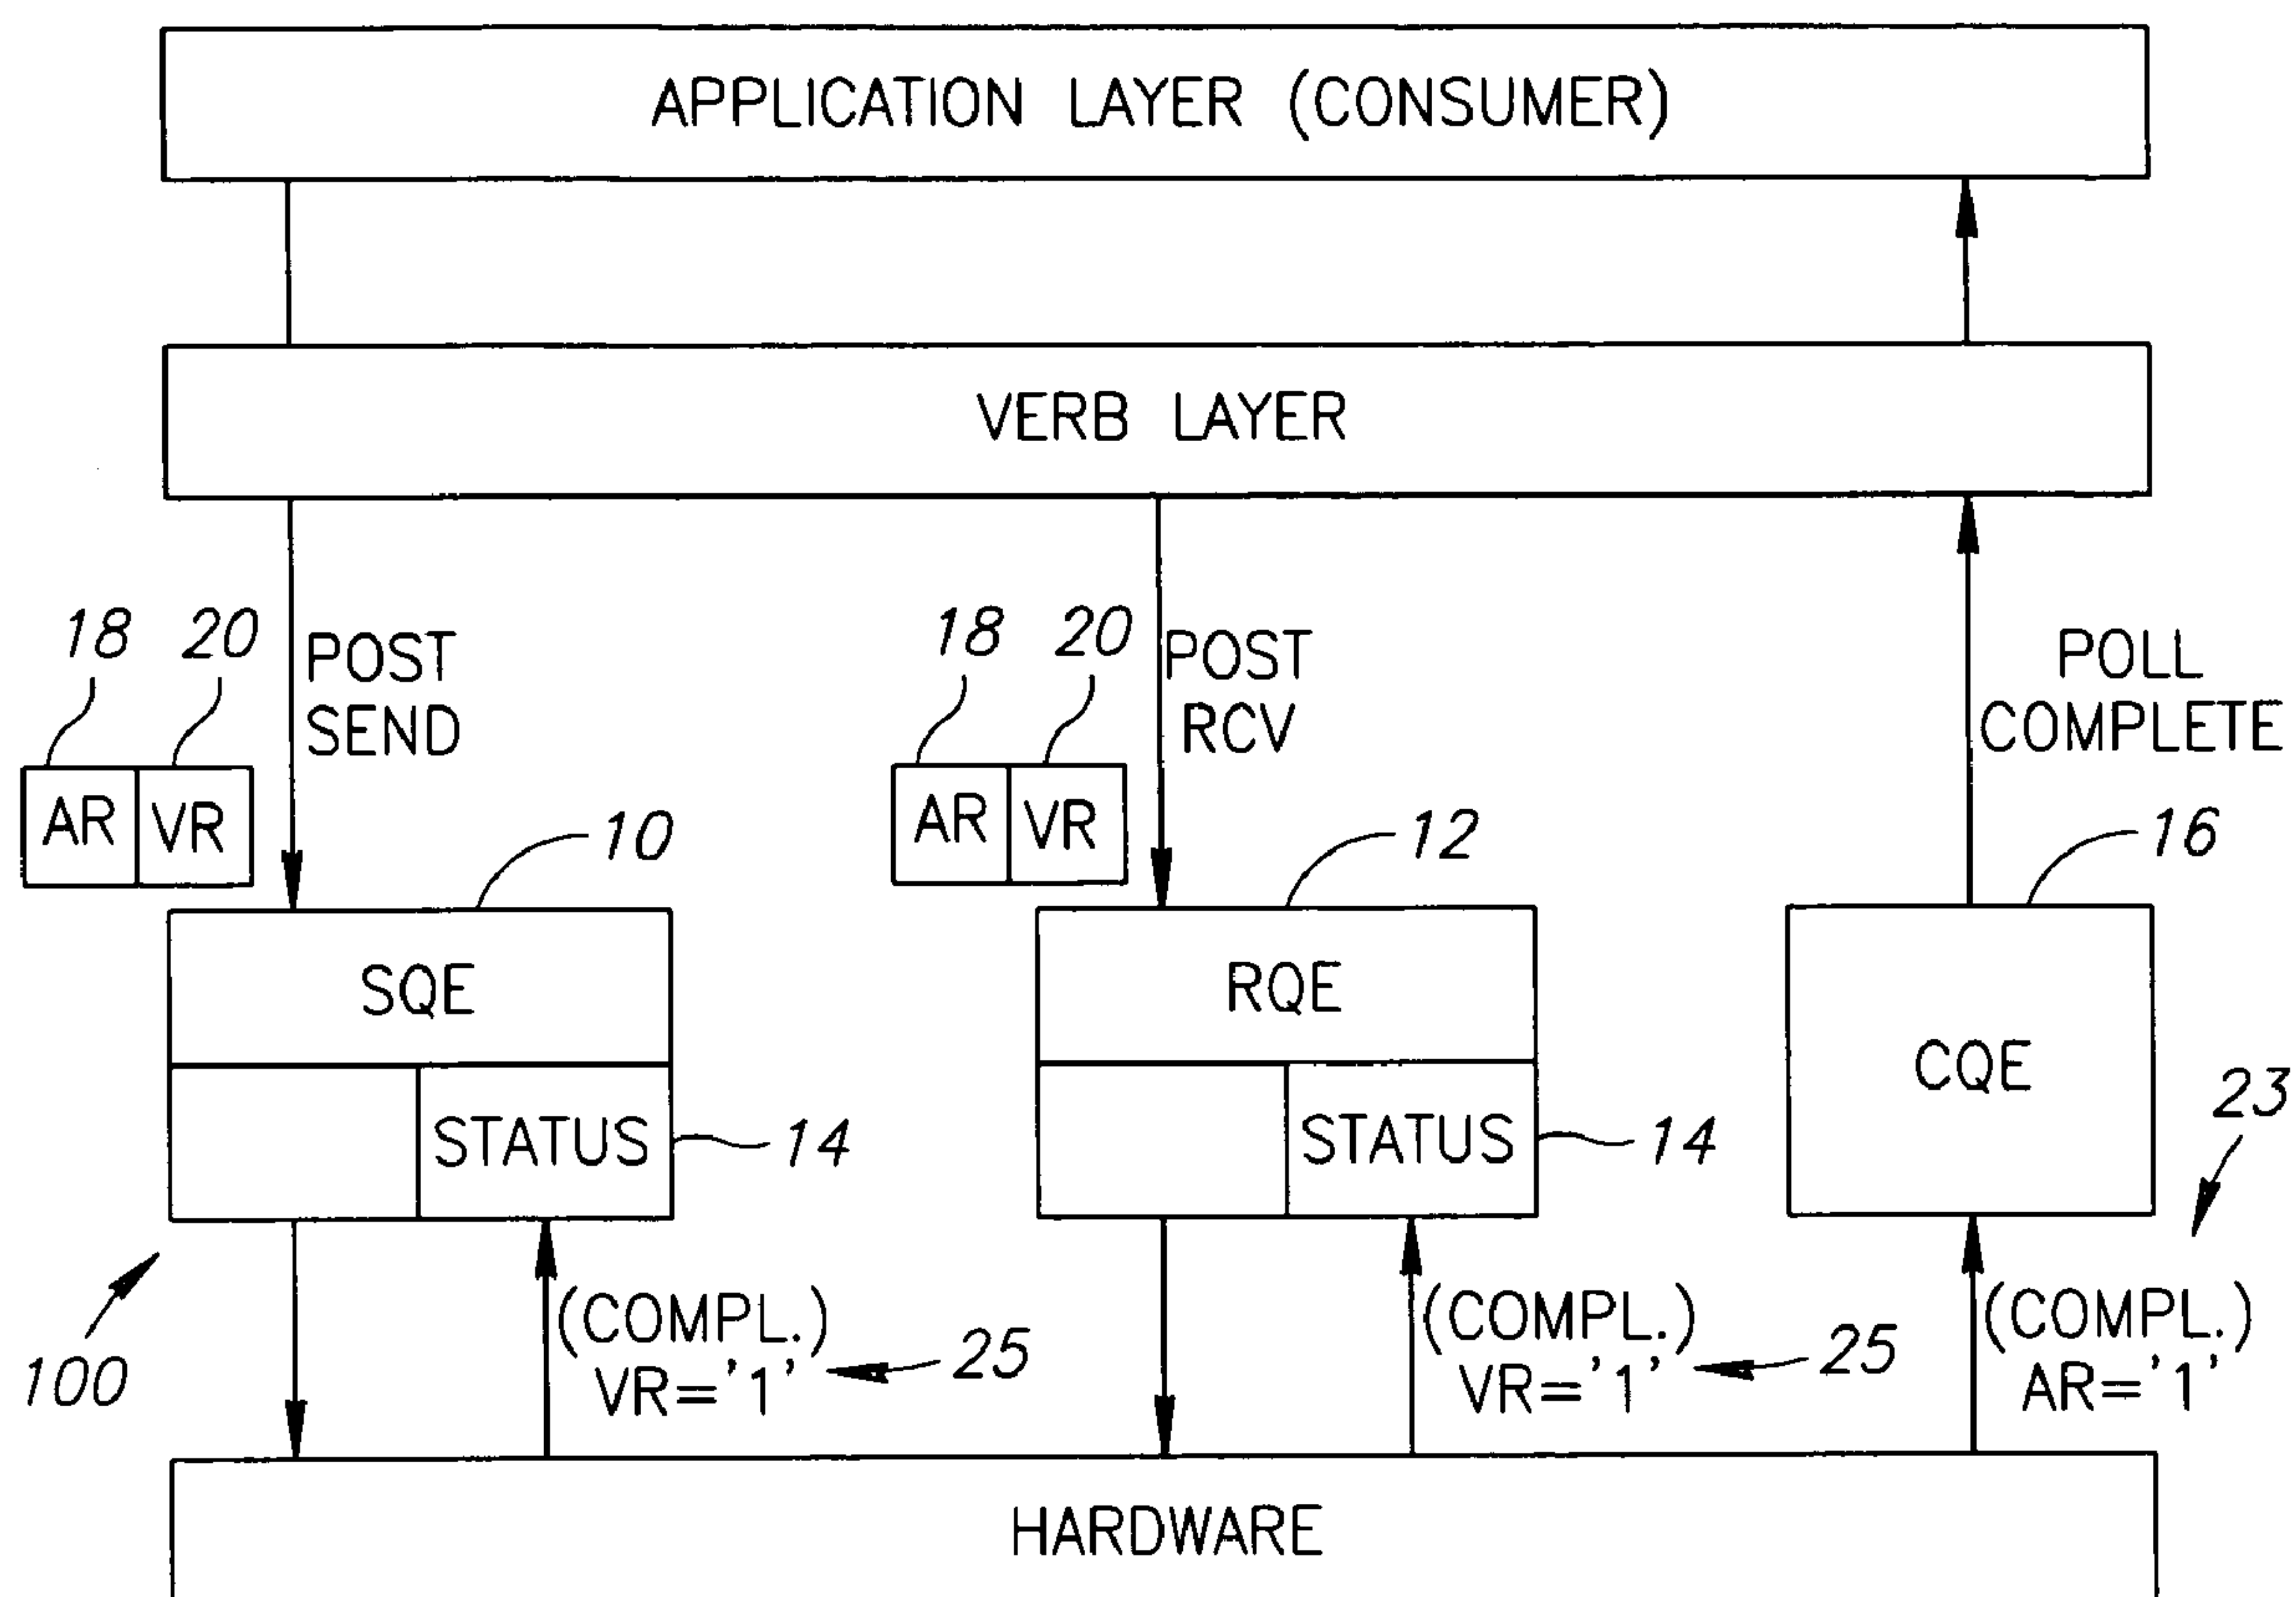 APPLICATION LAYER (CONSUMER)
VERB LAYER
18
20
POST
SEND
AR
VR
10
18
20
POST
RCV
AR
VR
12
POLL
COMPLETE
16
SQE
STATUS
14
RQE
STATUS
14
CQE
23
100
(COMPL.)
VR='1'
25
(COMPL.)
VR='1'
25
(COMPL.)
AR='1'
HARDWARE